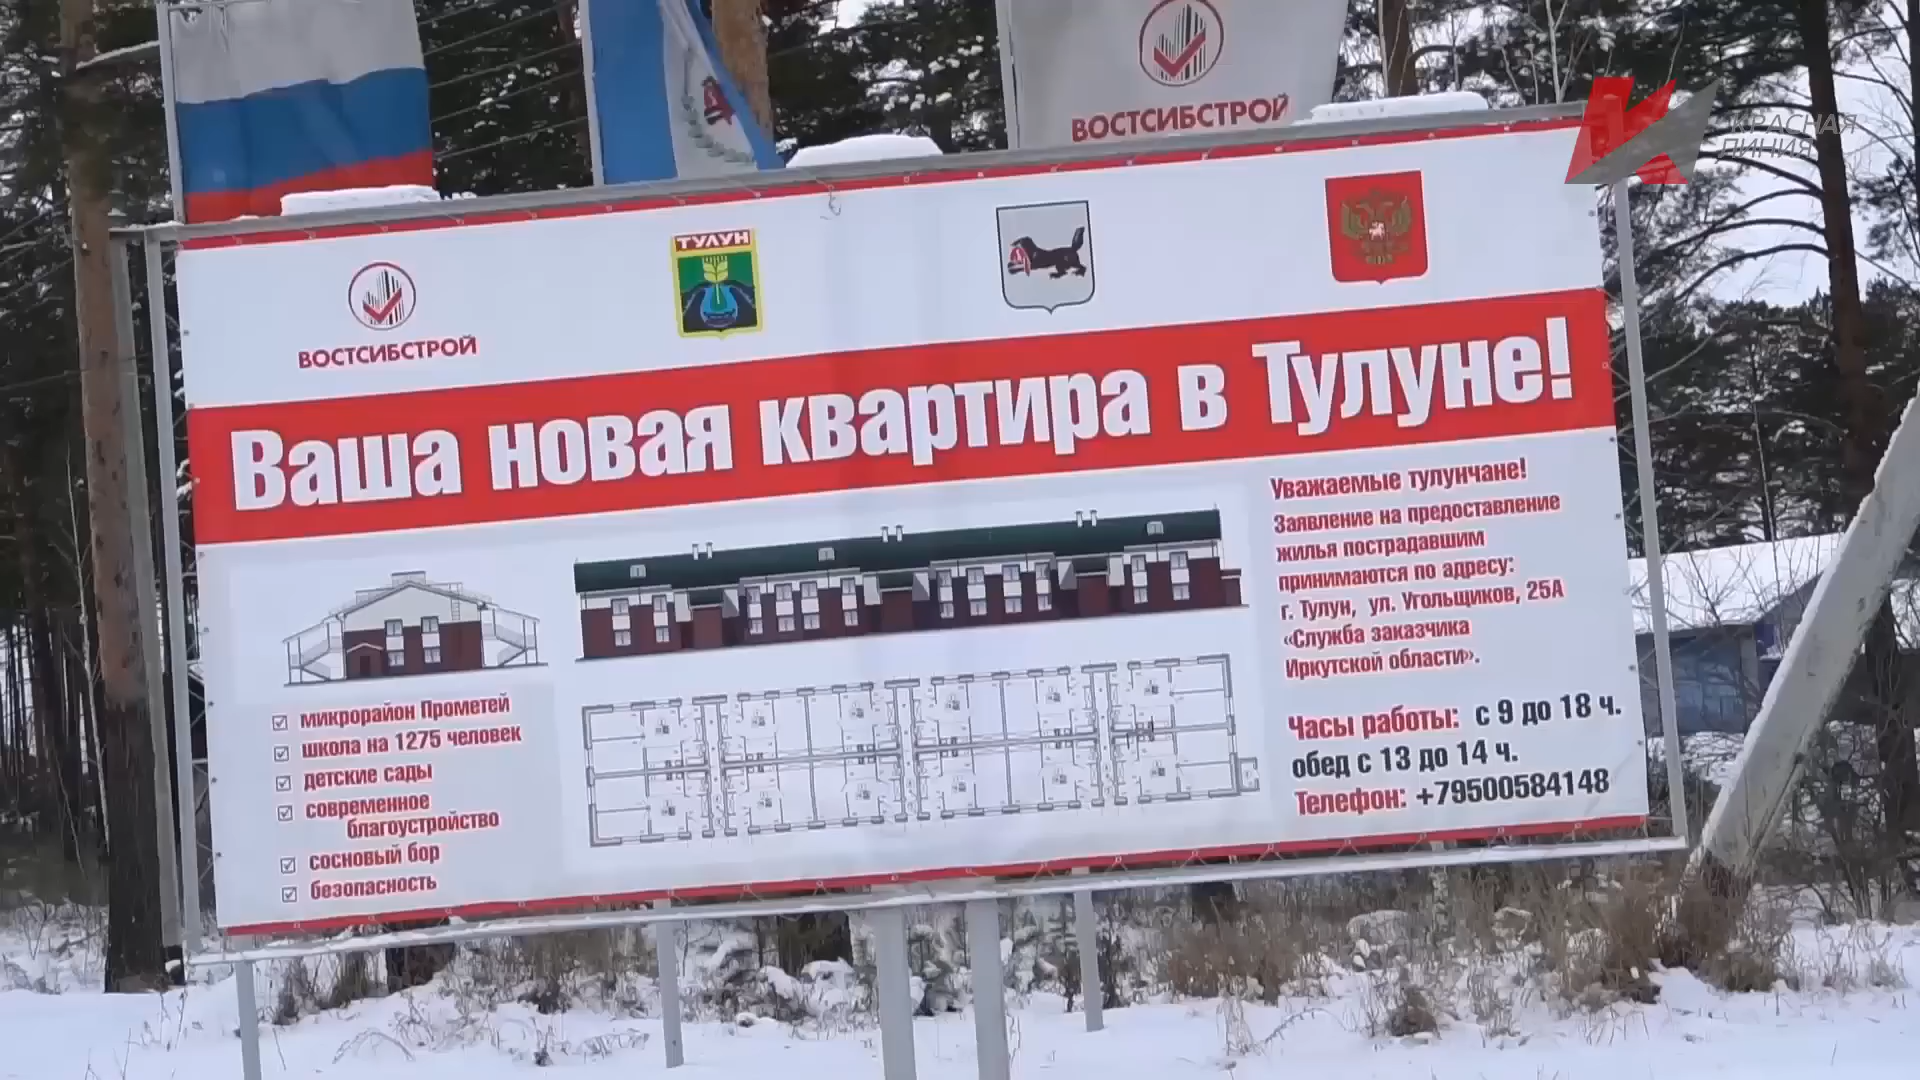 ВОСТСИБСТРОЙ
КРАСНАЯ
ЛИНИЯ
ВОСТСИБСТРОЙ
ТУЛУН
Ваша новая квартира в Тулуне!
микрорайон Прометей
школа на 1275 человек
детские сады
современное
благоустройство
сосновый бор
безопасность
Уважаемые тулунчане!
Заявление на предоставление
жилья пострадавшим
принимаются по адресу:
г. Тулун, ул. Угольщиков, 25А
«Служба заказчика
Иркутской области».
Часы работы: с 9 до 18 ч.
обед с 13 до 14 ч.
Телефон: +79500584148